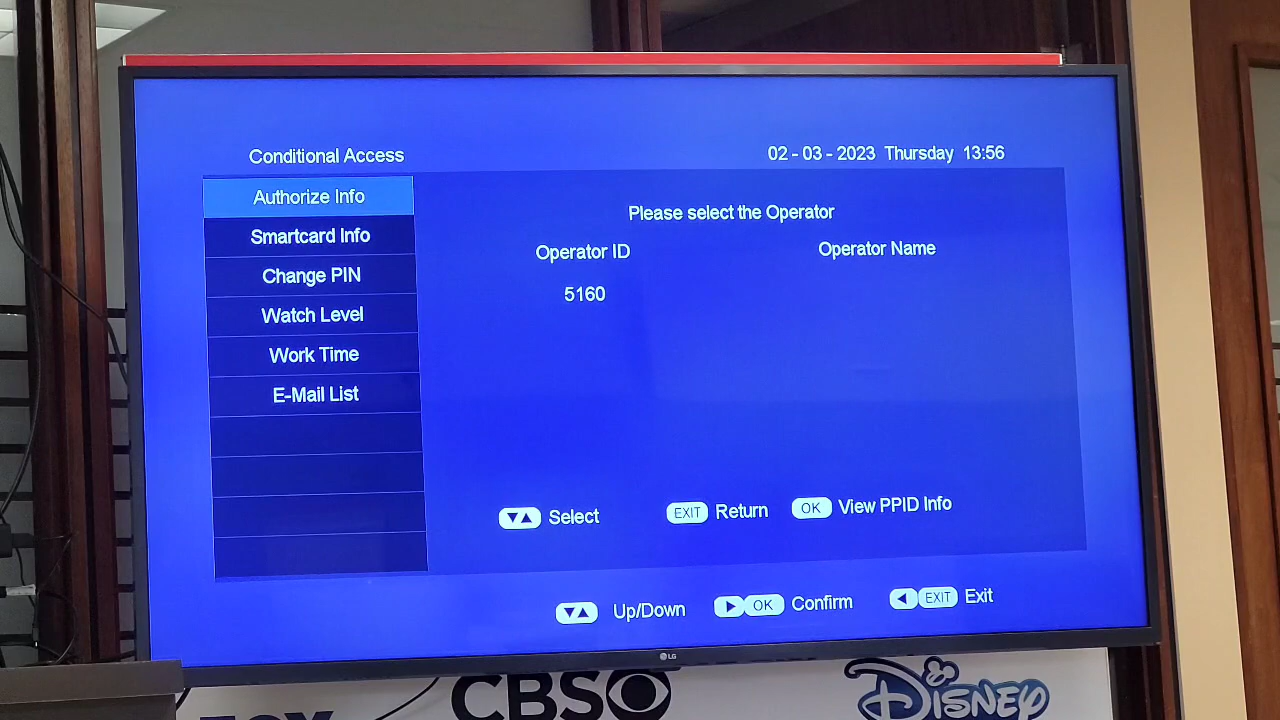 Conditional Access
02 - 03 - 2023 Thursday 13:56
Authorize Info
Smartcard Info
Change PIN
Watch Level
Work Time
E-Mail List
Please select the Operator
Operator ID Operator Name
5160
Select EXIT Return OK View PPID Info
Up/Down OK Confirm EXIT Exit
LG
FOX CBS DISNEY